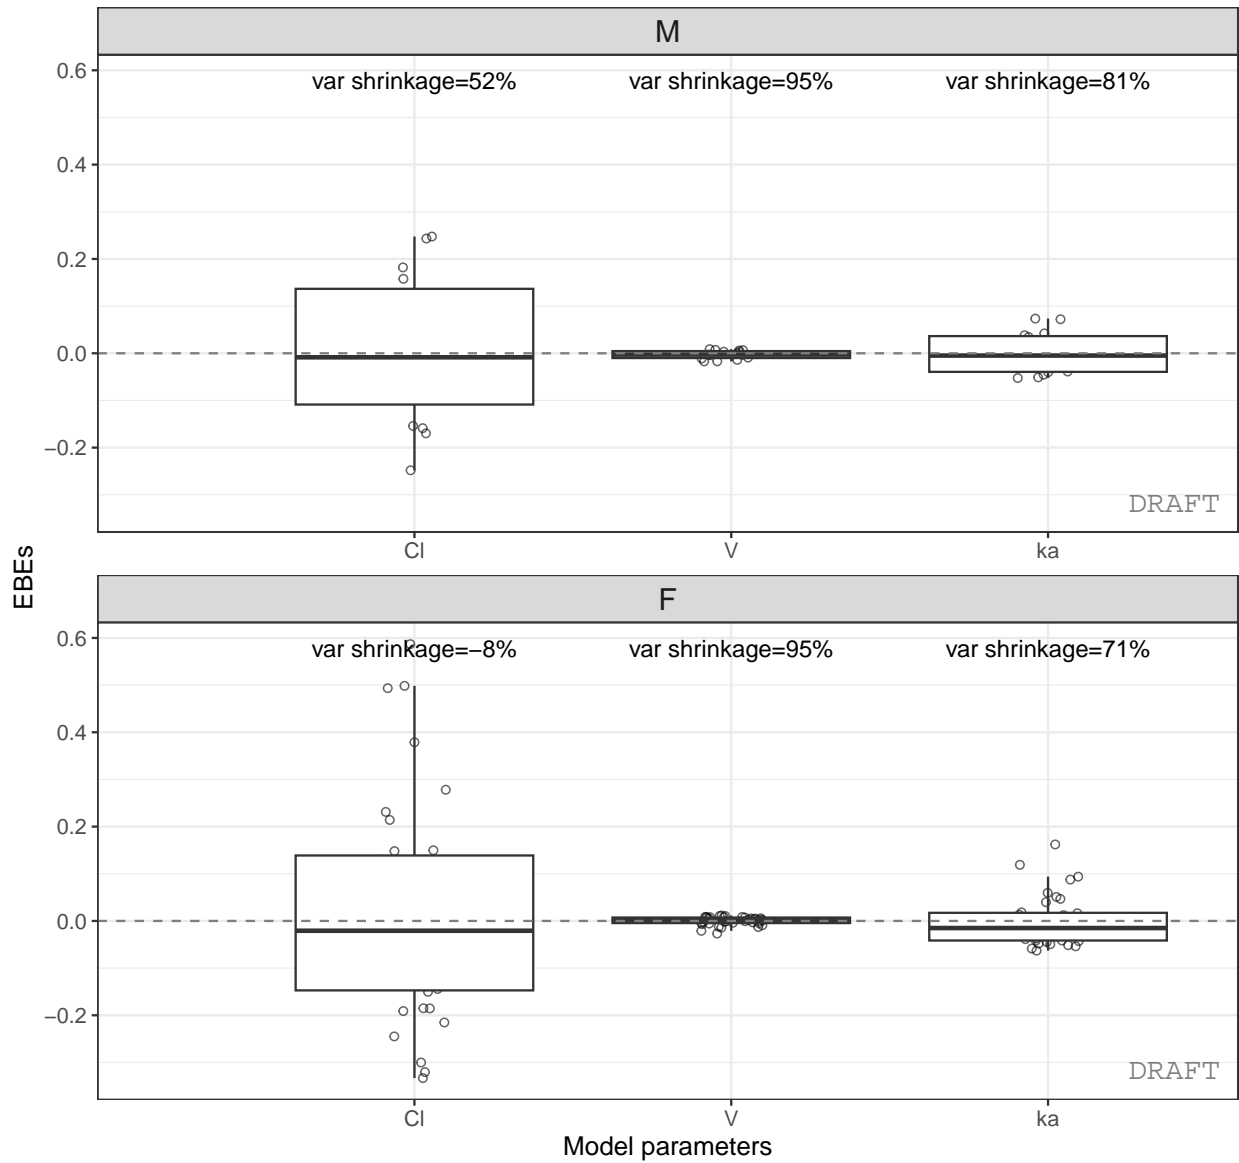 M
var shrinkage=52% var shrinkage=95% var shrinkage=81%
0.6
0.4
0.2
0.0
−0.2
DRAFT
Cl V ka
EBEs
F
var shrinkage=−8% var shrinkage=95% var shrinkage=71%
0.6
0.4
0.2
0.0
−0.2
DRAFT
Cl V ka
Model parameters